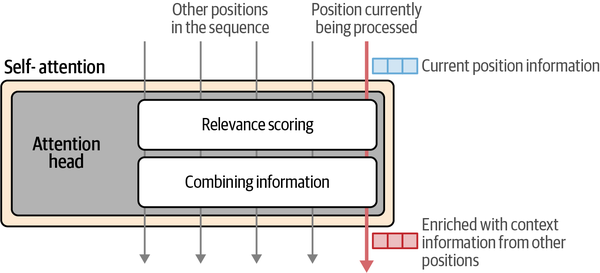 Other positions
in the sequence
Position currently
being processed
Self- attention
Current position information
Attention
head
Relevance scoring
Combining information
Enriched with context
information from other
positions